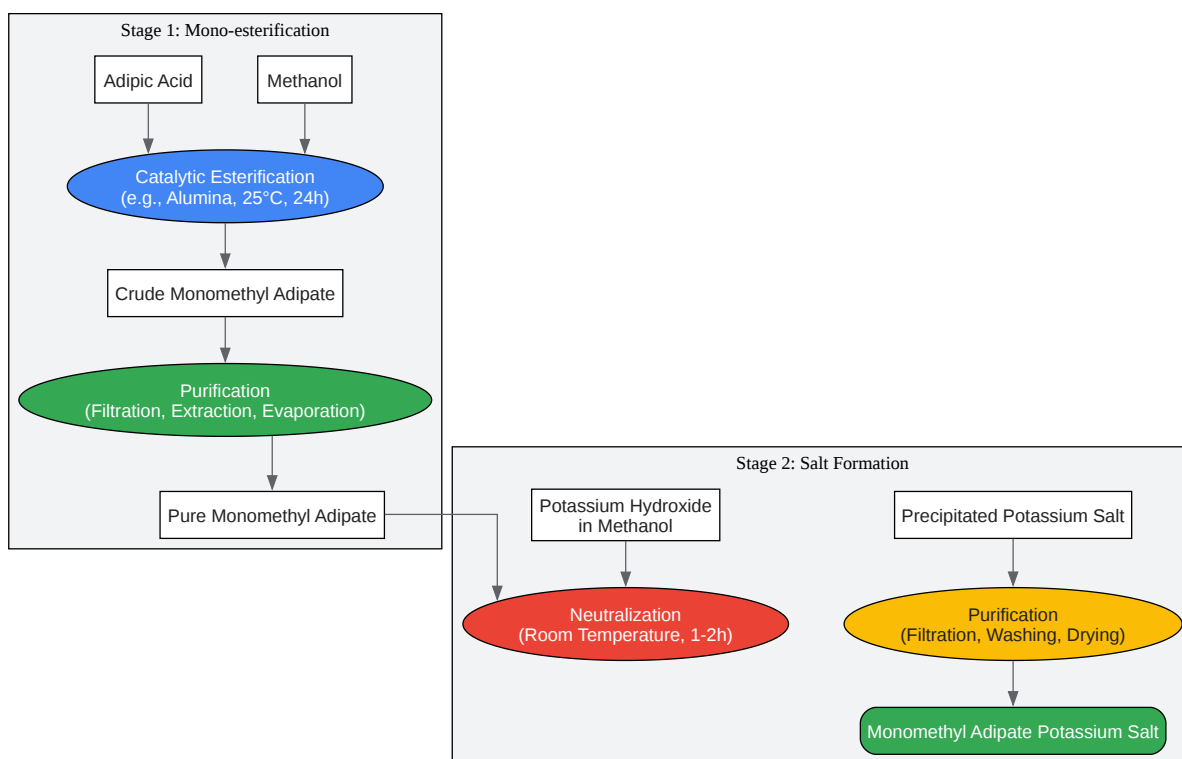 Stage 1: Mono-esterification
Adipic Acid
Methanol
Catalytic Esterification
(e.g., Alumina, 25°C, 24h)
Crude Monomethyl Adipate
Purification
(Filtration, Extraction, Evaporation)
Pure Monomethyl Adipate
Stage 2: Salt Formation
Potassium Hydroxide
in Methanol
Neutralization
(Room Temperature, 1-2h)
Precipitated Potassium Salt
Purification
(Filtration, Washing, Drying)
Monomethyl Adipate Potassium Salt